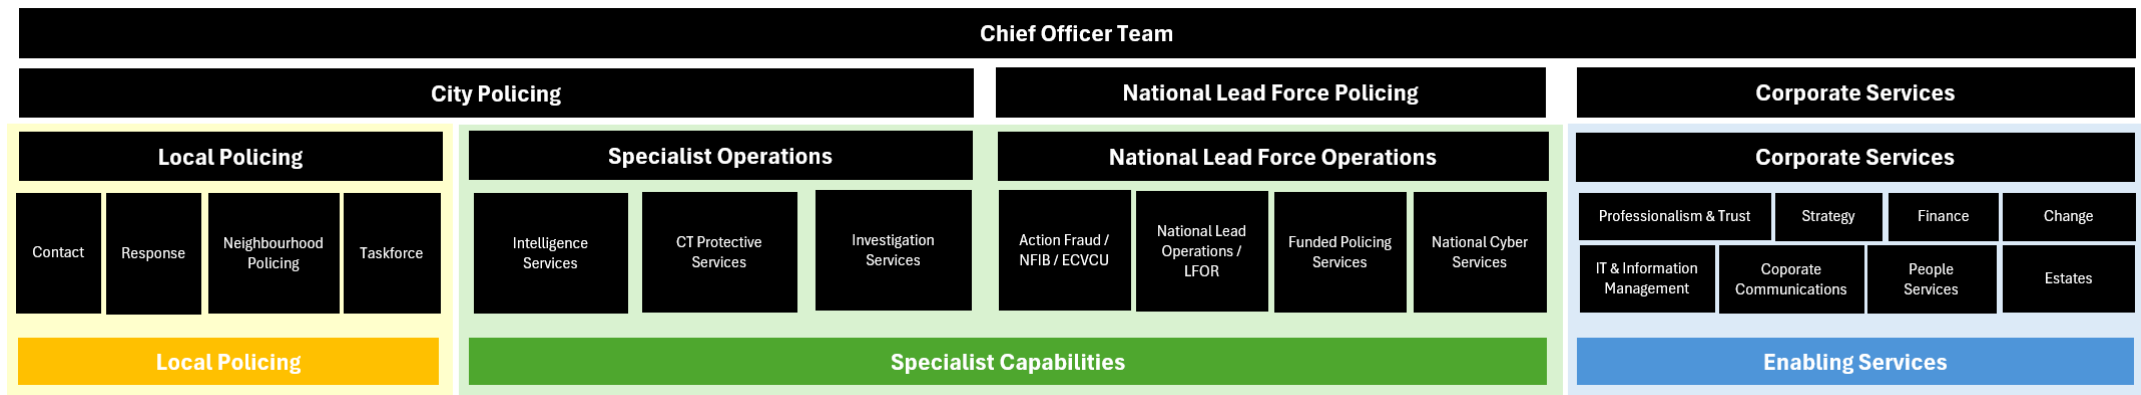 Chief Officer Team
City Policing
National Lead Force Policing
Corporate Services
Local Policing
Specialist Operations
National Lead Force Operations
Corporate Services
Contact
Response
Neighbourhood
Policing
Taskforce
Intelligence
Services
CT Protective
Services
Investigation
Services
Action Fraud /
NFIB / ECVCU
National Lead
Operations /
LFOR
Funded Policing
Services
National Cyber
Services
Professionalism & Trust
Strategy
Finance
Change
IT & Information
Management
Coporate
Communications
People
Services
Estates
Local Policing
Specialist Capabilities
Enabling Services